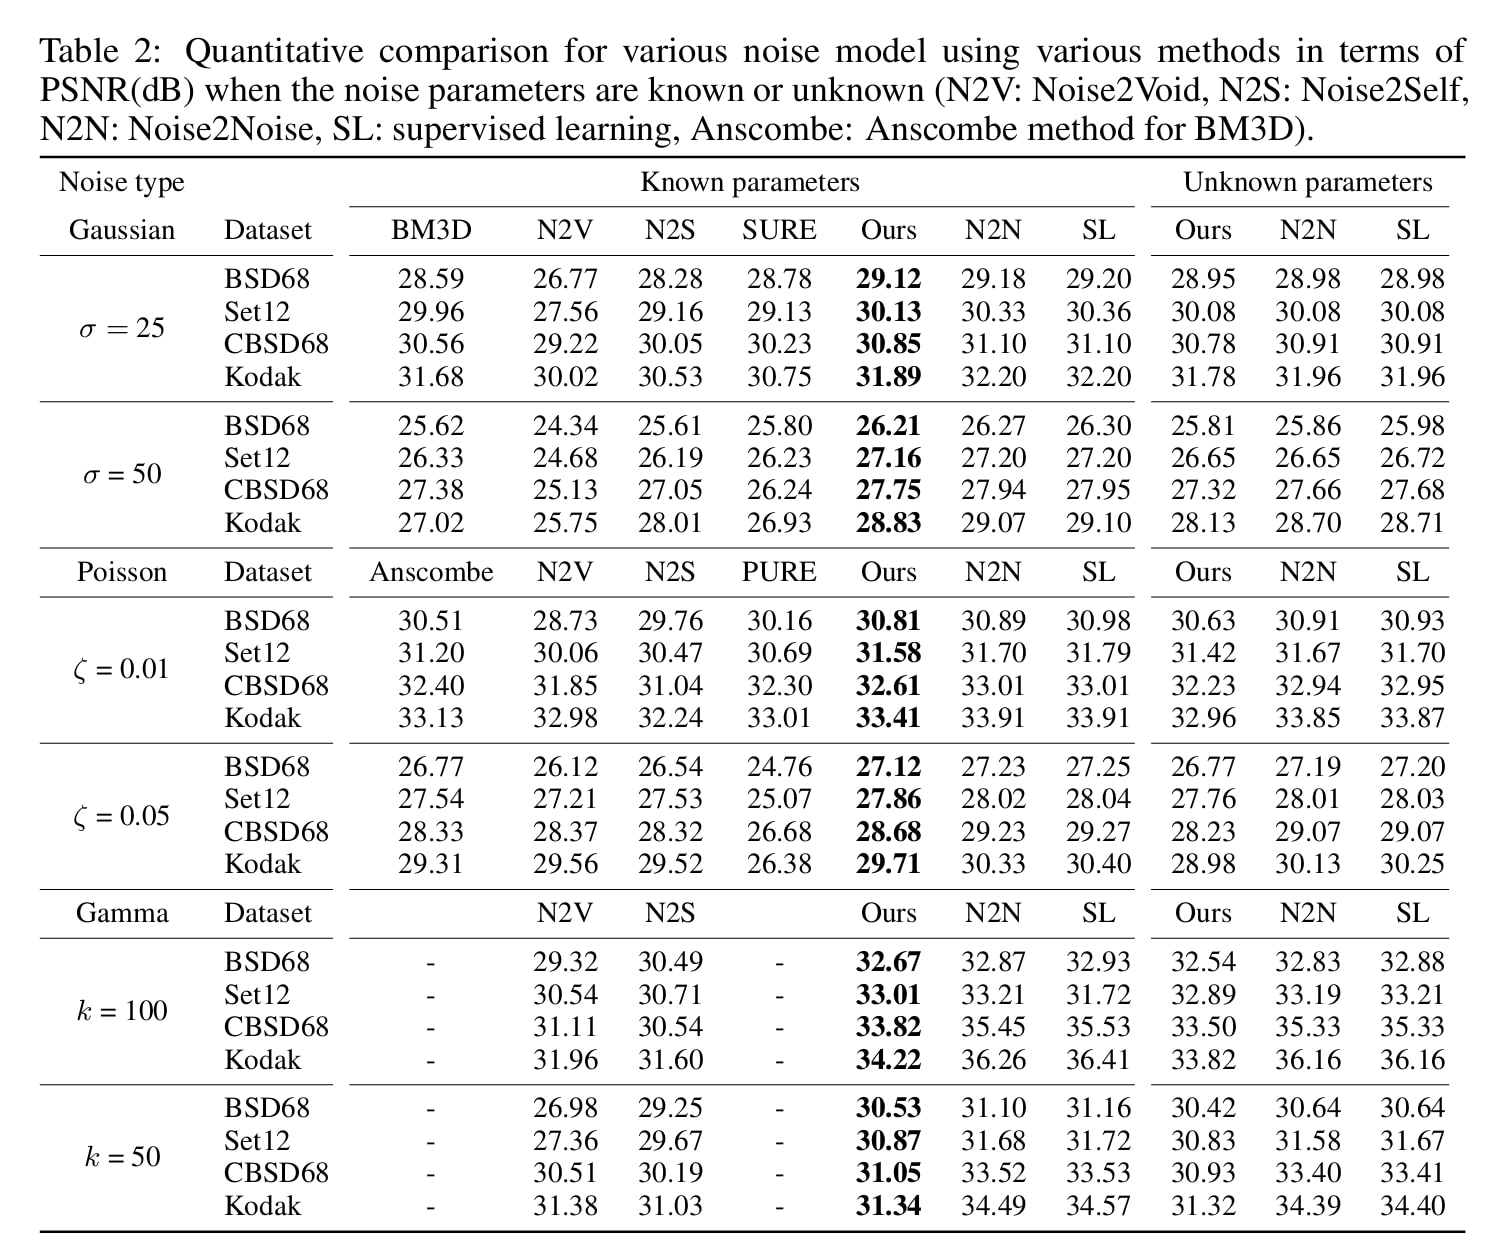 Table 2: Quantitative comparison for various noise model using various methods in terms of
PSNR(dB) when the noise parameters are known or unknown (N2V: Noise2Void, N2S: Noise2Self,
N2N: Noise2Noise, SL: supervised learning, Anscombe: Anscombe method for BM3D).
Noise type Known parameters Unknown parameters
Gaussian Dataset BM3D N2V N2S SURE Ours N2N SL Ours N2N SL
σ = 25
BSD68 28.59 26.77 28.28 28.78 29.12 29.18 29.20 28.95 28.98 28.98
Set12 29.96 27.56 29.16 29.13 30.13 30.33 30.36 30.08 30.08 30.08
CBSD68 30.56 29.22 30.05 30.23 30.85 31.10 31.10 30.78 30.91 30.91
Kodak 31.68 30.02 30.53 30.75 31.89 32.20 32.20 31.78 31.96 31.96
σ = 50
BSD68 25.62 24.34 25.61 25.80 26.21 26.27 26.30 25.81 25.86 25.98
Set12 26.33 24.68 26.19 26.23 27.16 27.20 27.20 26.65 26.65 26.72
CBSD68 27.38 25.13 27.05 26.24 27.75 27.94 27.95 27.32 27.66 27.68
Kodak 27.02 25.75 28.01 26.93 28.83 29.07 29.10 28.13 28.70 28.71
Poisson Dataset Anscombe N2V N2S PURE Ours N2N SL Ours N2N SL
ζ = 0.01
BSD68 30.51 28.73 29.76 30.16 30.81 30.89 30.98 30.63 30.91 30.93
Set12 31.20 30.06 30.47 30.69 31.58 31.70 31.79 31.42 31.67 31.70
CBSD68 32.40 31.85 31.04 32.30 32.61 33.01 33.01 32.23 32.94 32.95
Kodak 33.13 32.98 32.24 33.01 33.41 33.91 33.91 32.96 33.85 33.87
ζ = 0.05
BSD68 26.77 26.12 26.54 24.76 27.12 27.23 27.25 26.77 27.19 27.20
Set12 27.54 27.21 27.53 25.07 27.86 28.02 28.04 27.76 28.01 28.03
CBSD68 28.33 28.37 28.32 26.68 28.68 29.23 29.27 28.23 29.07 29.07
Kodak 29.31 29.56 29.52 26.38 29.71 30.33 30.40 28.98 30.13 30.25
Gamma Dataset N2V N2S Ours N2N SL Ours N2N SL
k = 100
BSD68 - 29.32 30.49 - 32.67 32.87 32.93 32.54 32.83 32.88
Set12 - 30.54 30.71 - 33.01 33.21 31.72 32.89 33.19 33.21
CBSD68 - 31.11 30.54 - 33.82 35.45 35.53 33.50 35.33 35.33
Kodak - 31.96 31.60 - 34.22 36.26 36.41 33.82 36.16 36.16
k = 50
BSD68 - 26.98 29.25 - 30.53 31.10 31.16 30.42 30.64 30.64
Set12 - 27.36 29.67 - 30.87 31.68 31.72 30.83 31.58 31.67
CBSD68 - 30.51 30.19 - 31.05 33.52 33.53 30.93 33.40 33.41
Kodak - 31.38 31.03 - 31.34 34.49 34.57 31.32 34.39 34.40